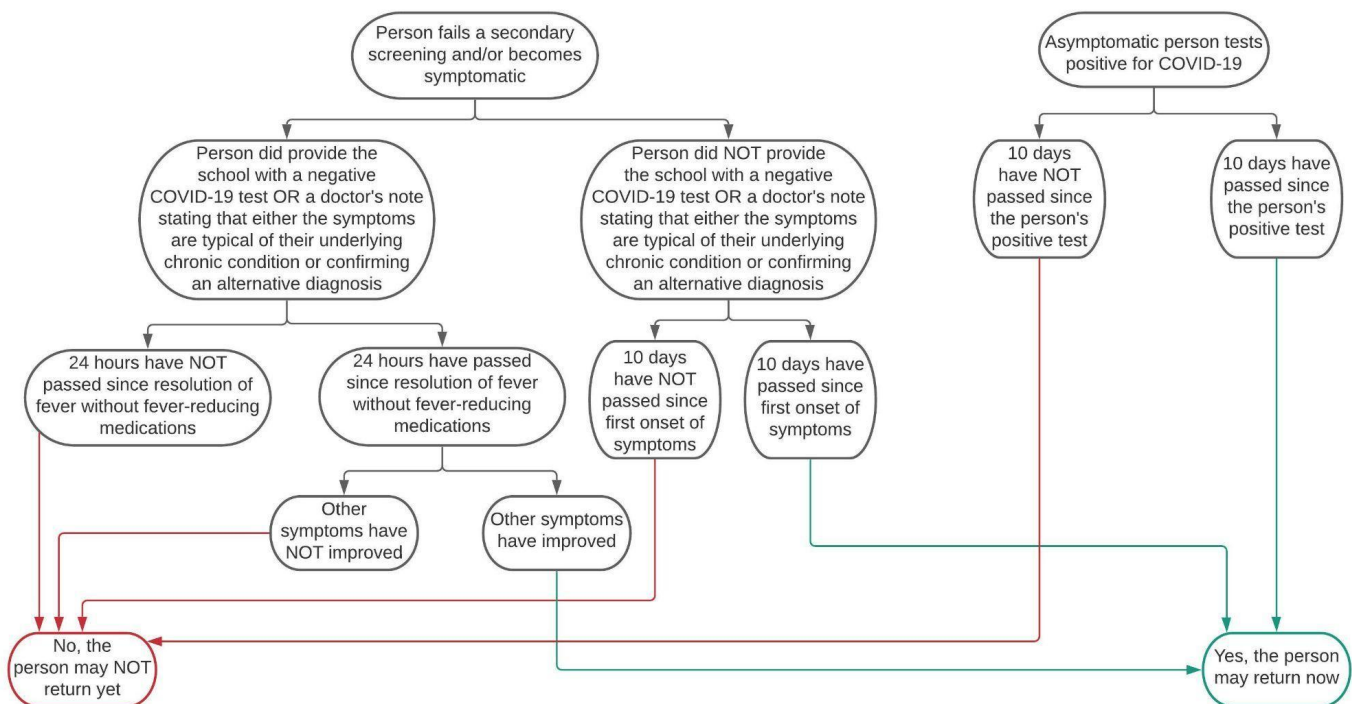 Person fails a secondary
screening and/or becomes
symptomatic
Asymptomatic person tests
positive for COVID-19
Person did provide the
school with a negative
COVID-19 test OR a doctor's note
stating that either the symptoms
are typical of their underlying
chronic condition or confirming
an alternative diagnosis
Person did NOT provide
the school with a negative
COVID-19 test OR a doctor's note
stating that either the symptoms
are typical of their underlying
chronic condition or confirming
an alternative diagnosis
10 days
have NOT
passed since
the person's
positive test
10 days have
passed since
the person's
positive test
24 hours have NOT
passed since resolution of
fever without fever-reducing
medications
24 hours have passed
since resolution of fever
without fever-reducing
medications
10 days
have NOT
passed since
first onset of
symptoms
10 days have
passed since
first onset of
symptoms
Other
symptoms have
NOT improved
Other symptoms
have improved
No, the
person may NOT
return yet
Yes, the person
may return now